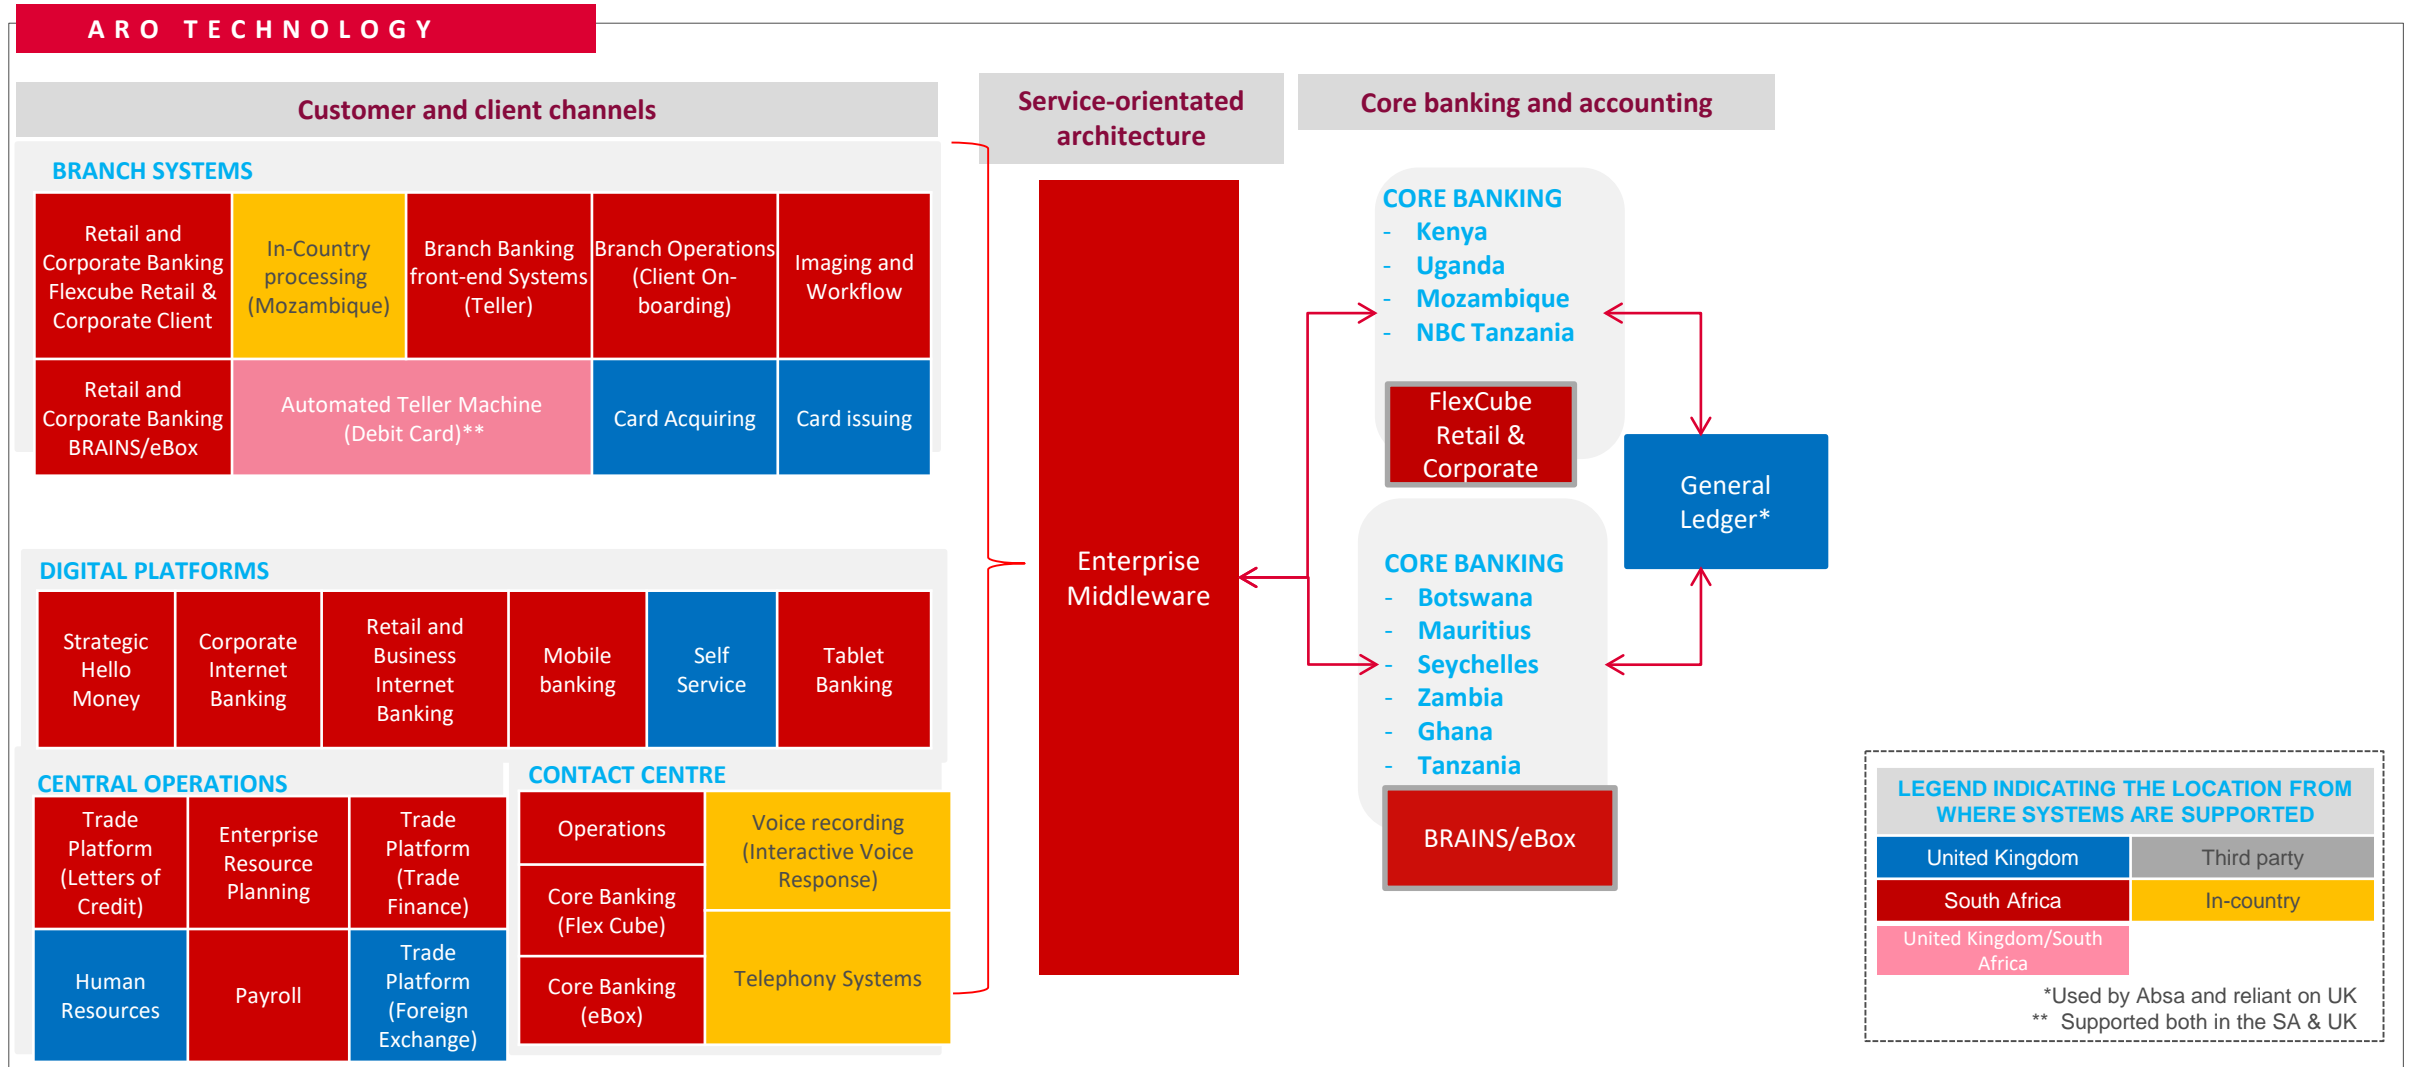 ARO TECHNOLOGY
Customer and client channels
Service-orientated
architecture
Core banking and accounting
BRANCH SYSTEMS
Retail and
Corporate Banking
Flexcube Retail &
Corporate Client
In-Country
processing
(Mozambique)
Branch Banking
front-end Systems
(Teller)
Branch Operations
(Client On-
boarding)
Imaging and
Workflow
Retail and
Corporate Banking
BRAINS/eBox
Automated Teller Machine
(Debit Card)**
Card Acquiring
Card issuing
DIGITAL PLATFORMS
Strategic
Hello
Money
Corporate
Internet
Banking
Retail and
Business
Internet
Banking
Mobile
banking
Self
Service
Tablet
Banking
CENTRAL OPERATIONS
Trade
Platform
(Letters of
Credit)
Enterprise
Resource
Planning
Trade
Platform
(Trade
Finance)
Human
Resources
Payroll
Trade
Platform
(Foreign
Exchange)
CONTACT CENTRE
Operations
Core Banking
(Flex Cube)
Core Banking
(eBox)
Voice recording
(Interactive Voice
Response)
Telephony Systems
Enterprise
Middleware
CORE BANKING
- Kenya
- Uganda
- Mozambique
- NBC Tanzania
FlexCube
Retail &
Corporate
CORE BANKING
- Botswana
- Mauritius
- Seychelles
- Zambia
- Ghana
- Tanzania
BRAINS/eBox
General
Ledger*
LEGEND INDICATING THE LOCATION FROM
WHERE SYSTEMS ARE SUPPORTED
United Kingdom
Third party
South Africa
In-country
United Kingdom/South
Africa
*Used by Absa and reliant on UK
** Supported both in the SA & UK